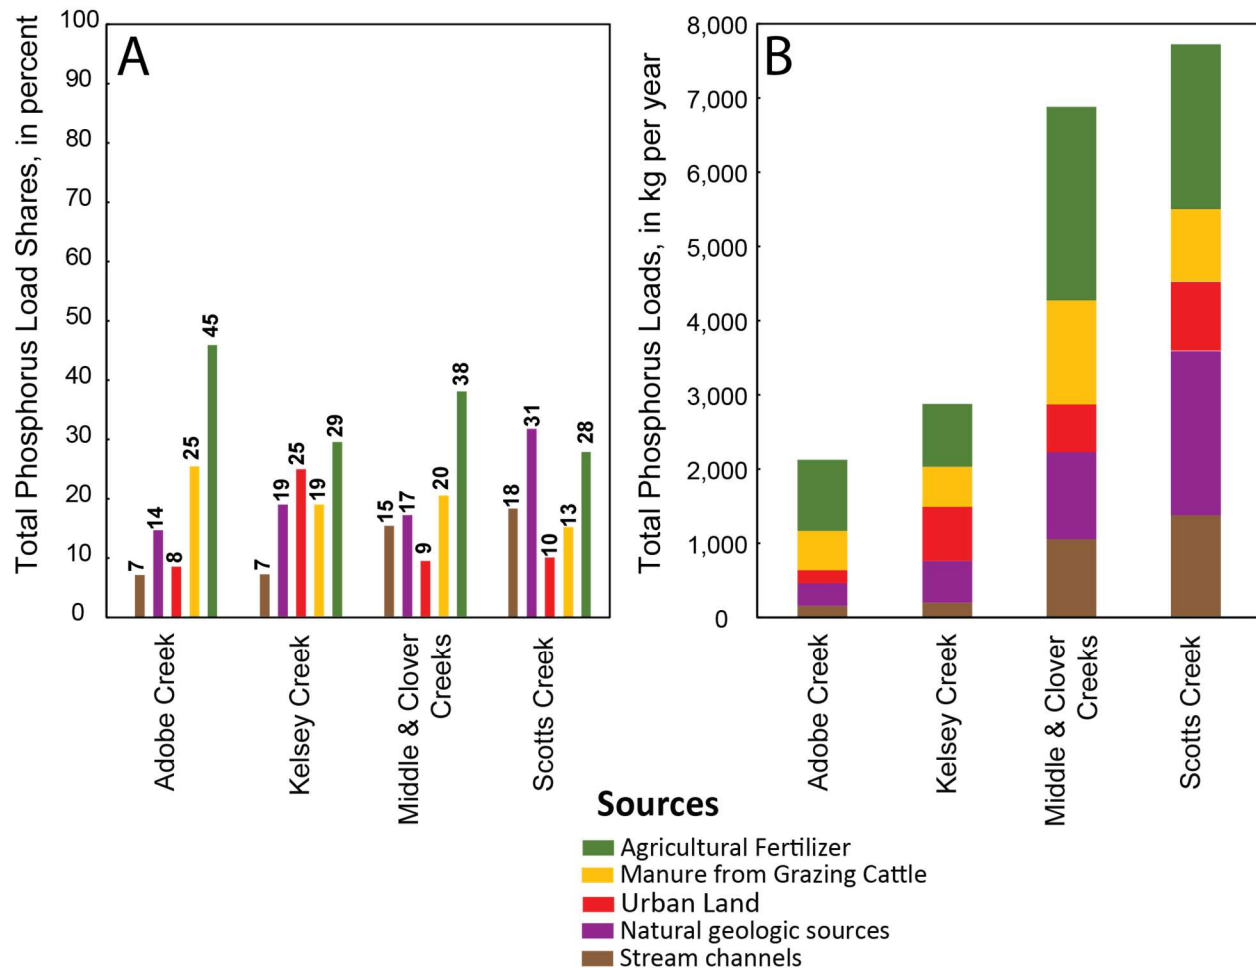 A
Total Phosphorus Load Shares, in percent
100
90
80
70
60
50
40
30
20
10
0
7
14
8
25
45
7
19
25
19
29
15
17
9
20
38
18
31
10
13
28
Adobe Creek
Kelsey Creek
Middle & Clover
Creeks
Scotts Creek
B
Total Phosphorus Loads, in kg per year
8,000
7,000
6,000
5,000
4,000
3,000
2,000
1,000
0
Adobe Creek
Kelsey Creek
Middle & Clover
Creeks
Scotts Creek
Sources
Agricultural Fertilizer
Manure from Grazing Cattle
Urban Land
Natural geologic sources
Stream channels